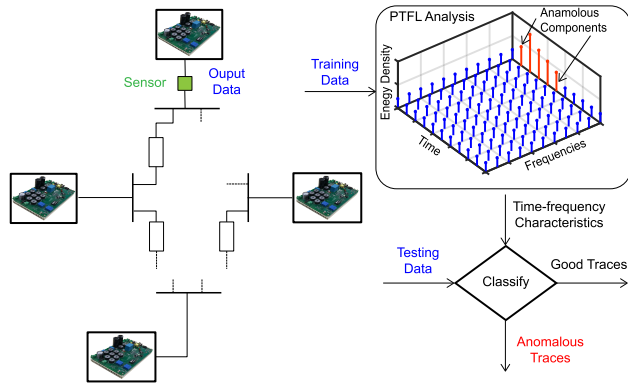 Sensor
Ouput
Data
Training
Data
PTFL Analysis
Anamolous
Components
Enegy Density
Time
Frequencies
Time-frequency
Characteristics
Testing
Data
Classify
Good Traces
Anomalous
Traces